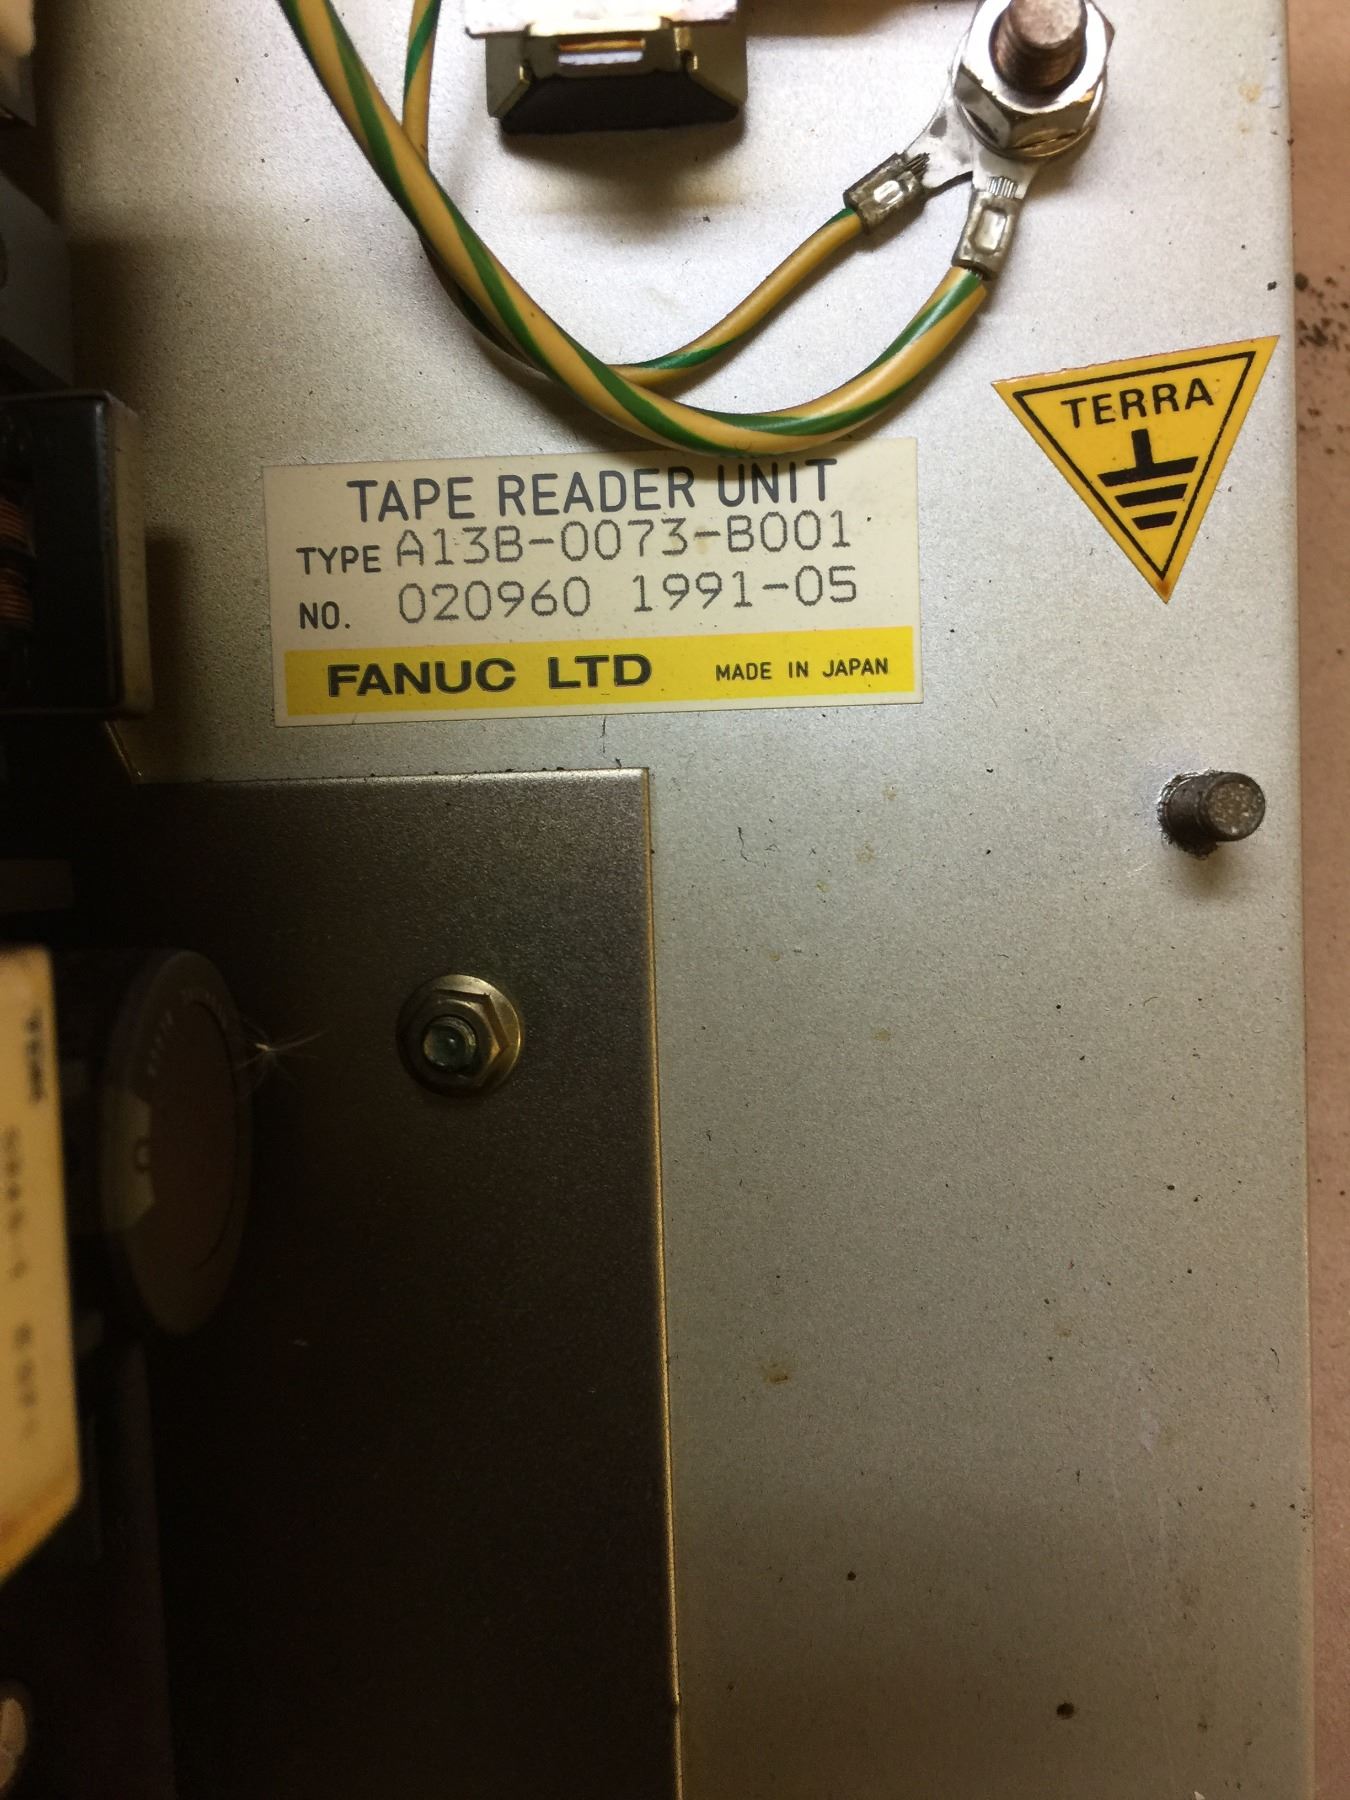 TERRA
TAPE READER UNIT
TYPE A13B-0073-B001
NO. 020960 1991-05
FANUC LTD MADE IN JAPAN